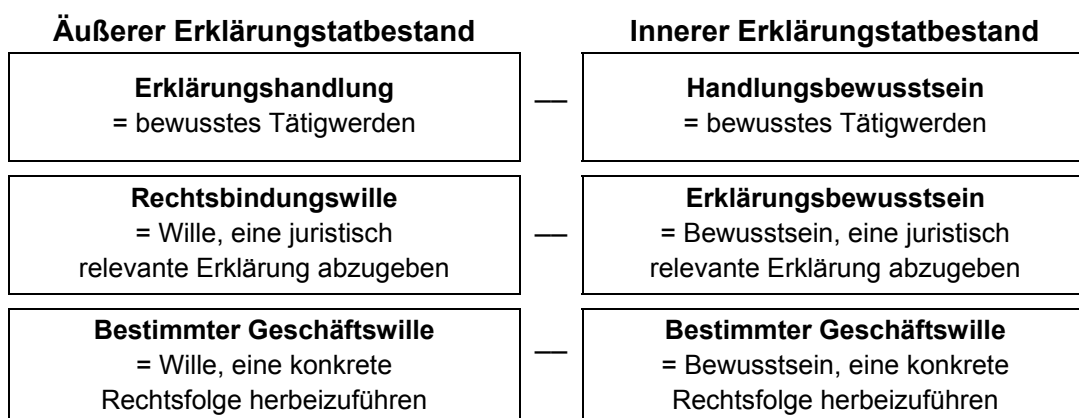 Äußerer Erklärungstatbestand
Innerer Erklärungstatbestand
Erklärungshandlung
= bewusstes Tätigwerden
Handlungsbewusstsein
= bewusstes Tätigwerden
Rechtsbindungswille
= Wille, eine juristisch
relevante Erklärung abzugeben
Erklärungsbewusstsein
= Bewusstsein, eine juristisch
relevante Erklärung abzugeben
Bestimmter Geschäftswille
= Wille, eine konkrete
Rechtsfolge herbeizuführen
Bestimmter Geschäftswille
= Bewusstsein, eine konkrete
Rechtsfolge herbeizuführen